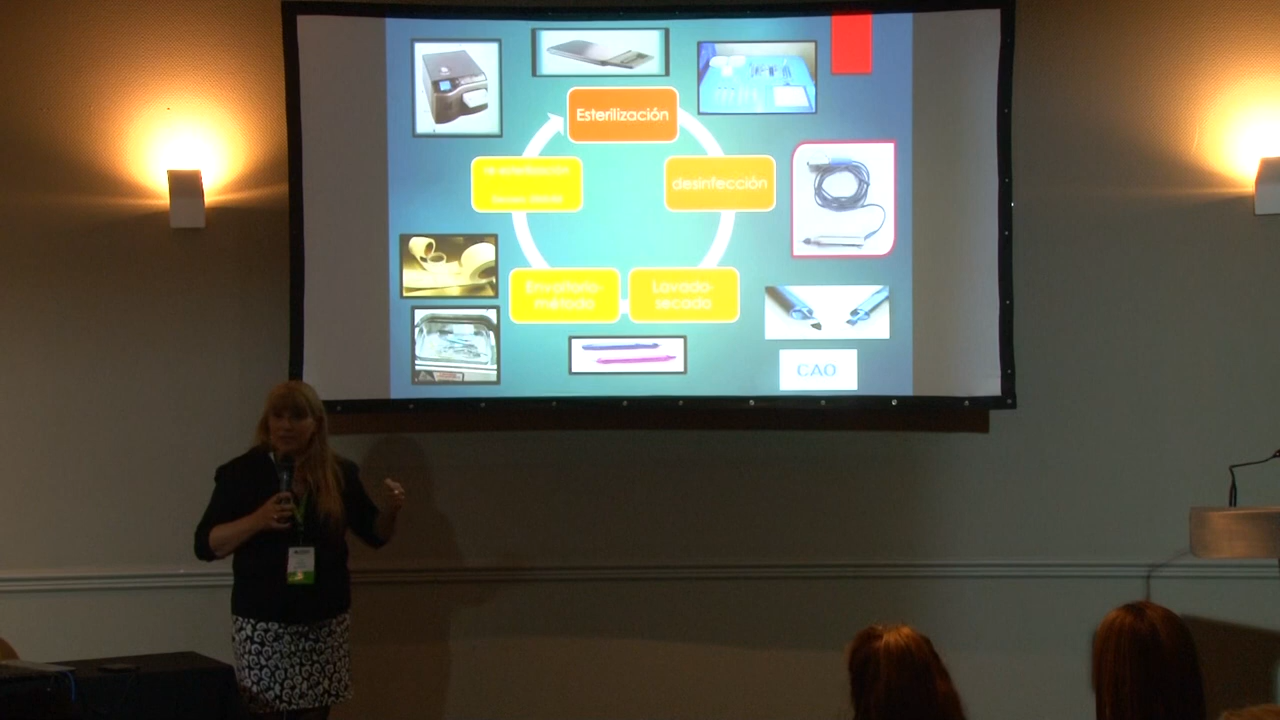 Esterilización
desinfección
Lavado-
secado
Envoltorio-
método
CAO